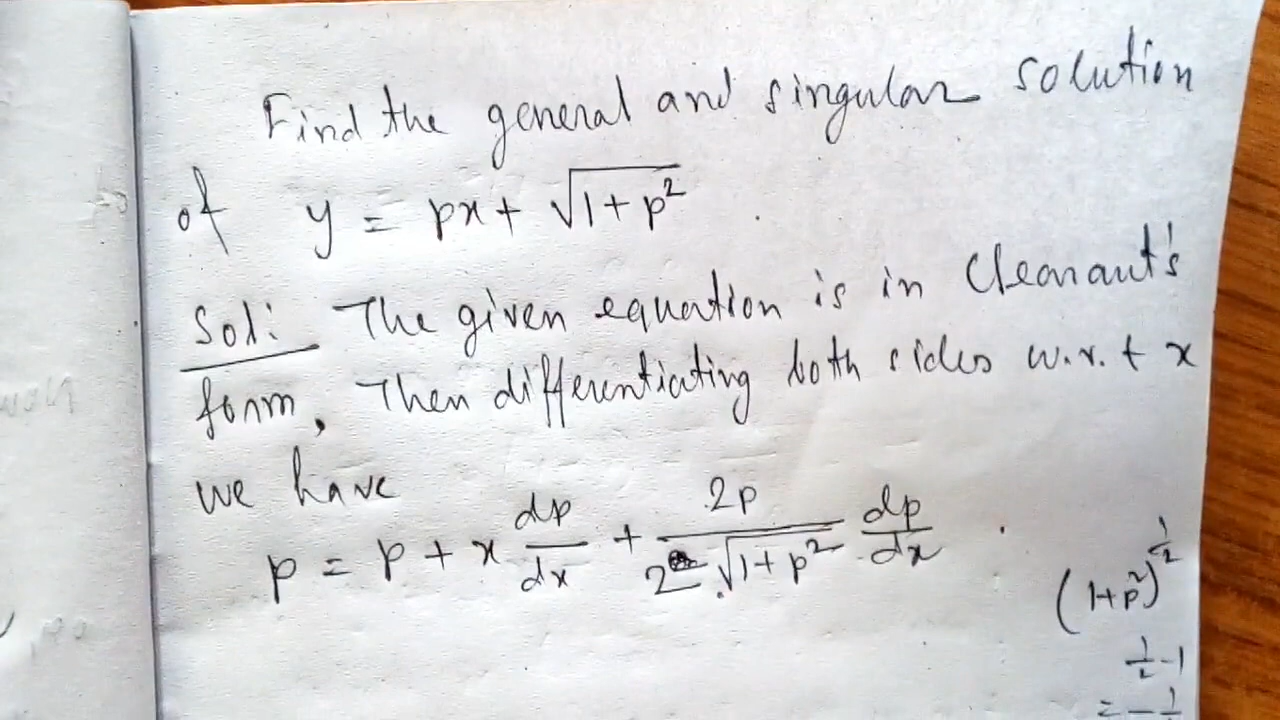 Find the general and singular solution
of y = px + √(1+p²)
Sol: The given equation is in Clearaut's
form, Then differentiating both sides w.r.t x
we have
p = p + x dp/dx + 2p/(2√(1+p²)) dp/dx
(1+p²)^(1/2)
1/2 - 1
= -